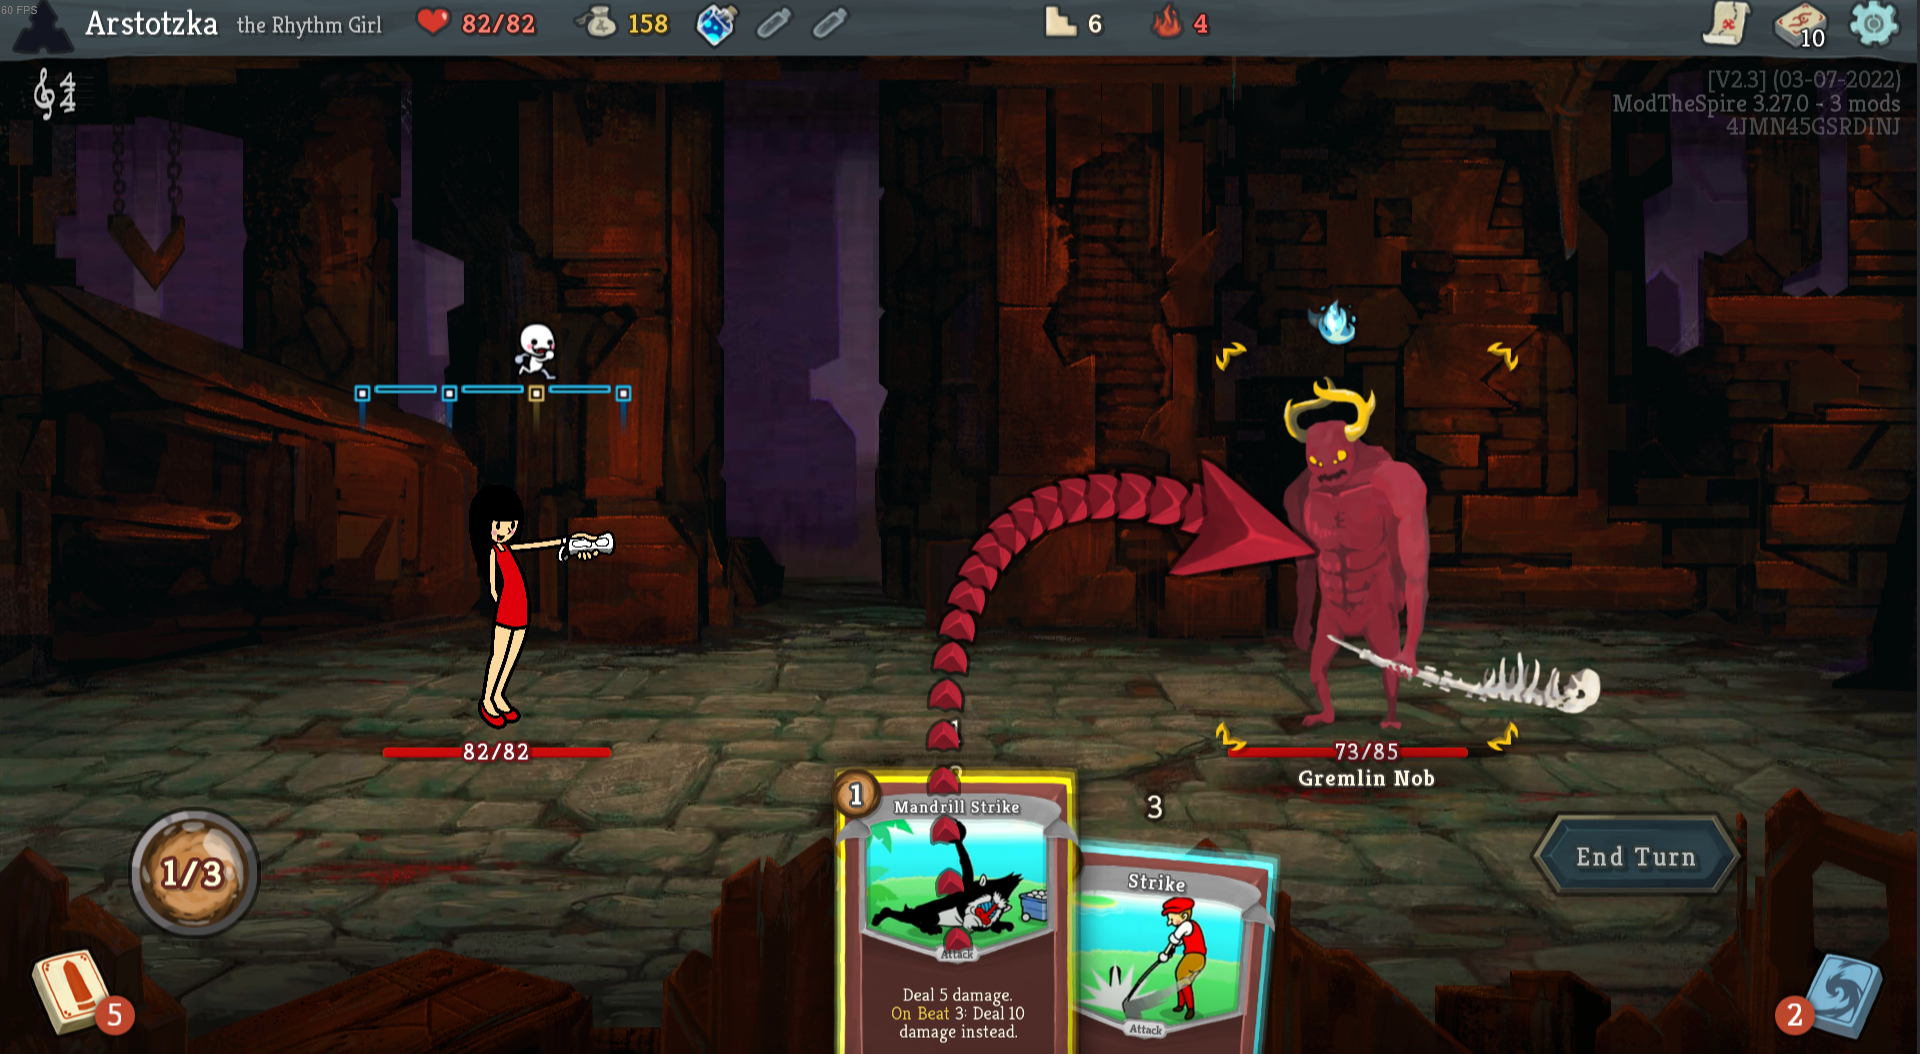 60 FPS
Arstotzka the Rhythm Girl 82/82 158 6 4 10
4
4
[V2.3] (03-07-2022)
ModTheSpire 3.27.0 - 3 mods
4JMN45GSRDINJ
82/82
73/85
Gremlin Nob
1
Mandrill Strike
3
1/3
End Turn
Strike
Attack
Deal 5 damage.
On Beat 3: Deal 10
damage instead.
Attack
5
2